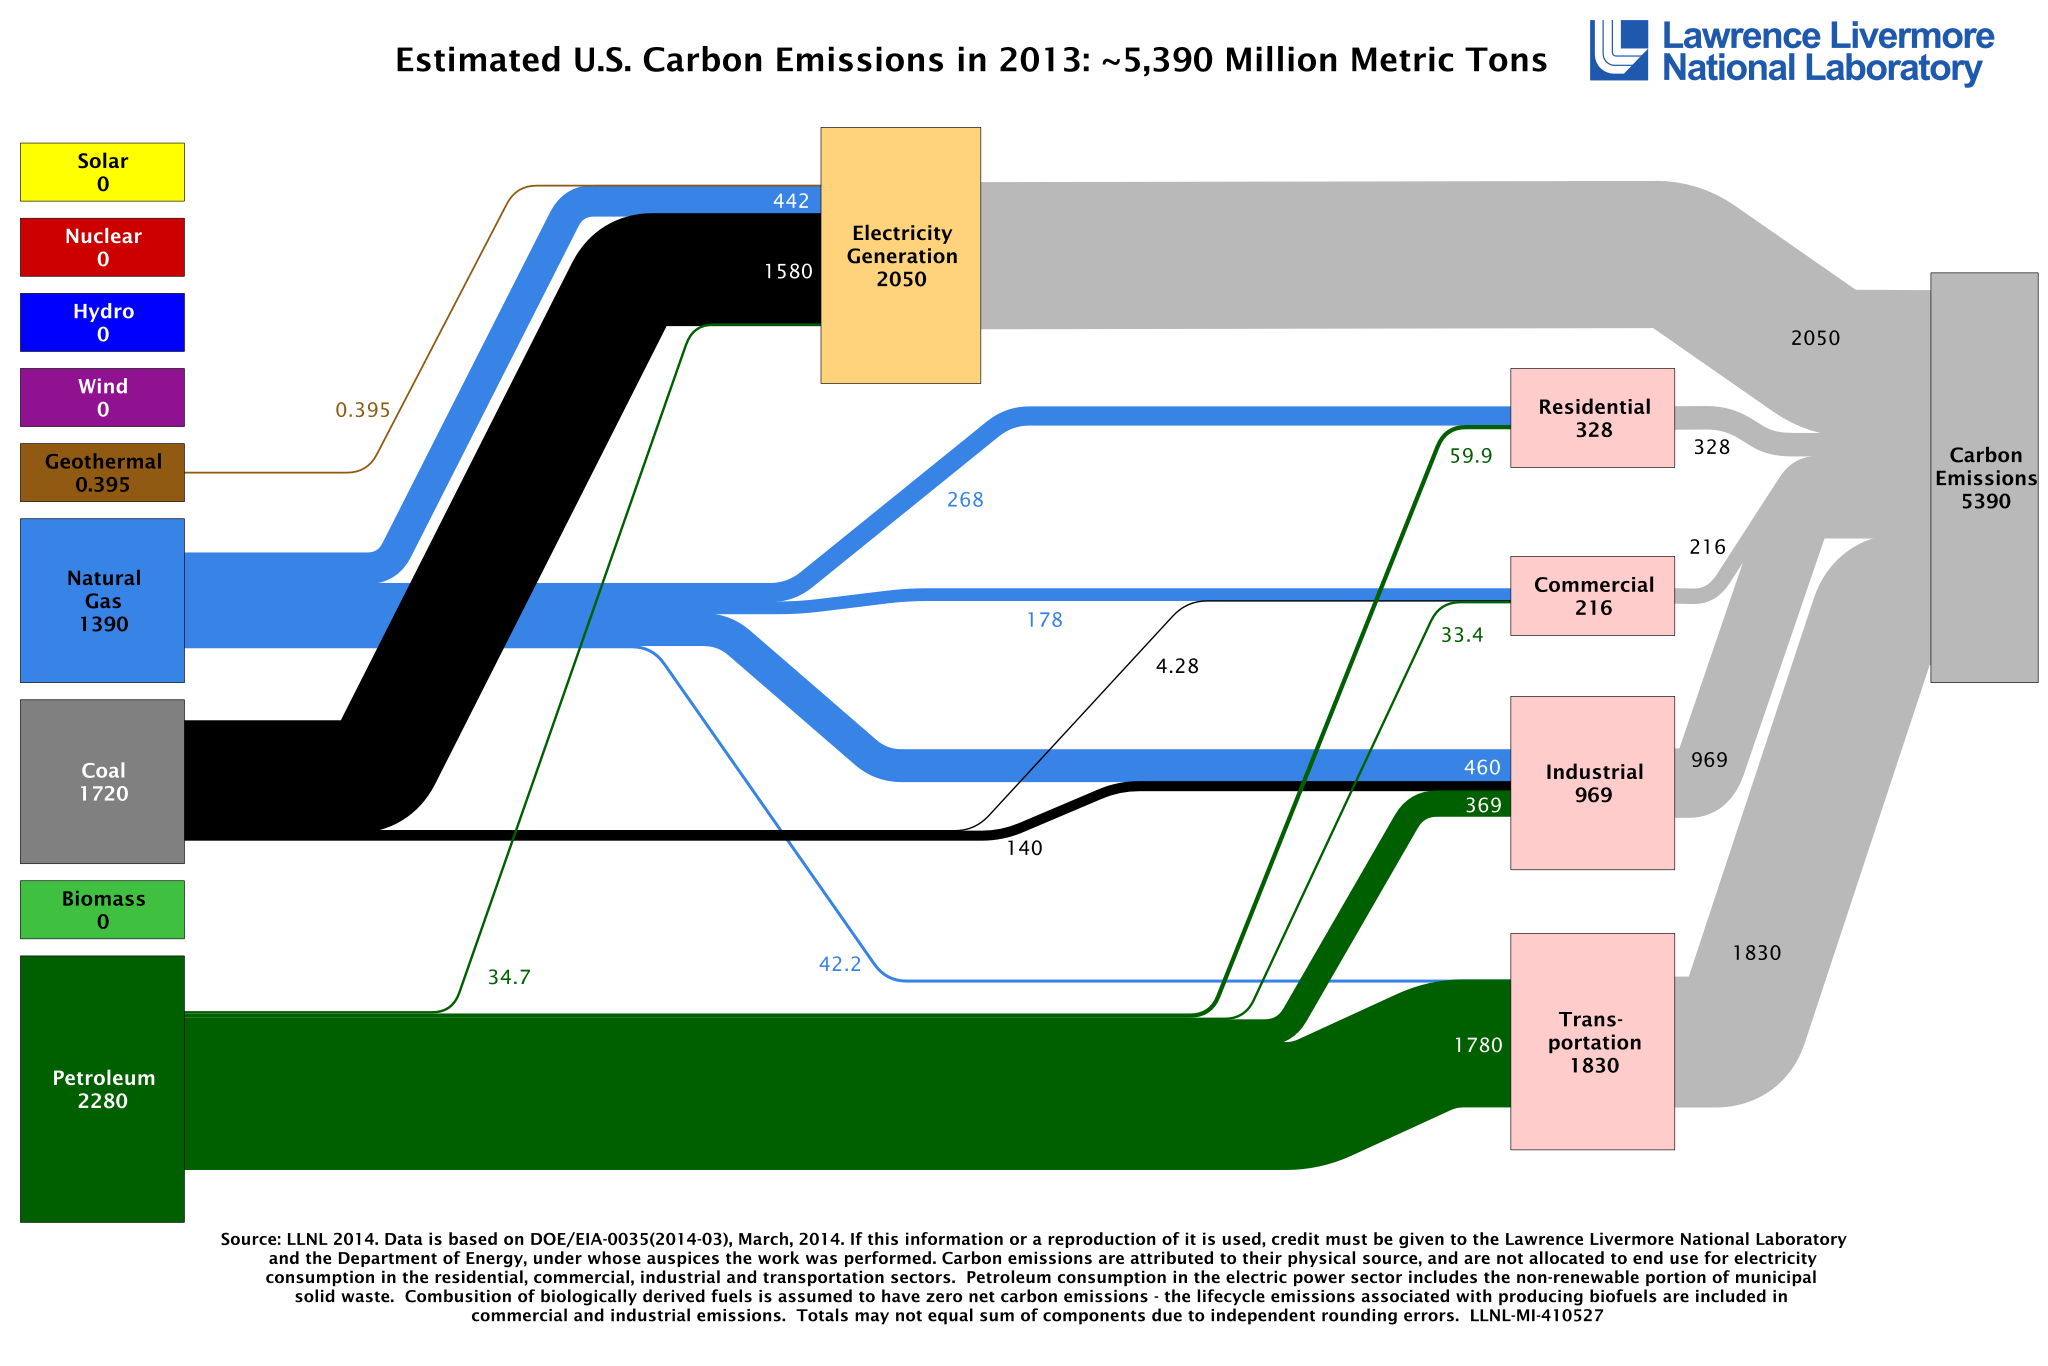 Estimated U.S. Carbon Emissions in 2013: ~5,390 Million Metric Tons
Lawrence Livermore
National Laboratory
Solar
0
Nuclear
0
Hydro
0
Wind
0
Geothermal
0.395
Natural
Gas
1390
Coal
1720
Biomass
0
Petroleum
2280
0.395
442
1580
34.7
Electricity
Generation
2050
268
178
4.28
140
42.2
59.9
33.4
460
369
1780
Residential
328
Commercial
216
Industrial
969
Trans-
portation
1830
2050
328
216
969
1830
Carbon
Emissions
5390
Source: LLNL 2014. Data is based on DOE/EIA-0035(2014-03), March, 2014. If this information or a reproduction of it is used, credit must be given to the Lawrence Livermore National Laboratory
and the Department of Energy, under whose auspices the work was performed. Carbon emissions are attributed to their physical source, and are not allocated to end use for electricity
consumption in the residential, commercial, industrial and transportation sectors.  Petroleum consumption in the electric power sector includes the non-renewable portion of municipal
solid waste.  Combusition of biologically derived fuels is assumed to have zero net carbon emissions - the lifecycle emissions associated with producing biofuels are included in
commercial and industrial emissions.  Totals may not equal sum of components due to independent rounding errors.  LLNL-MI-410527